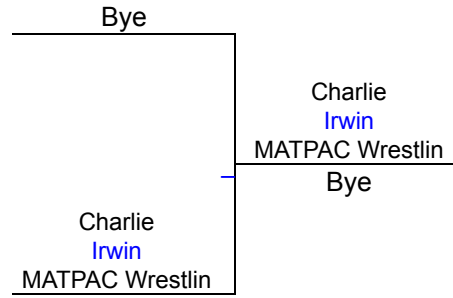 Bye
Charlie
Irwin
MATPAC Wrestlin
Bye
Charlie
Irwin
MATPAC Wrestlin